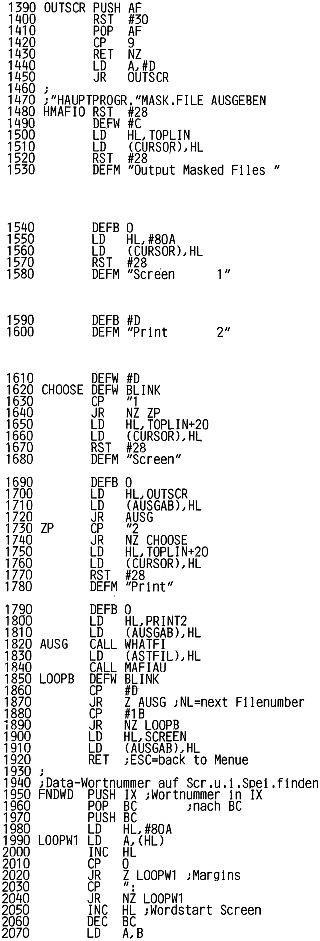 1390 OUTSCR PUSH AF
1400 RST #30
1410 POP AF
1420 CP 9
1430 RET NZ
1440 LD A,#D
1450 JR OUTSCR
1460 ;
1470 ;"HAUPTPROGR."MASK.FILE AUSGEBEN
1480 HMAFIO RST #28
1490 DEFW #C
1500 LD HL,TOPLIN
1510 LD (CURSOR),HL
1520 RST #28
1530 DEFM "Output Masked Files "
1540 DEFB 0
1550 LD HL,#80A
1560 LD (CURSOR),HL
1570 RST #28
1580 DEFM "Screen 1"
1590 DEFB #D
1600 DEFM "Print 2"
1610 DEFW #D
1620 CHOOSE DEFW BLINK
1630 CP "1
1640 JR NZ ZP
1650 LD HL,TOPLIN+20
1660 LD (CURSOR),HL
1670 RST #28
1680 DEFM "Screen"
1690 DEFB 0
1700 LD HL,OUTSCR
1710 LD (AUSGAB),HL
1720 JR AUSG
1730 ZP CP "2
1740 JR NZ CHOOSE
1750 LD HL,TOPLIN+20
1760 LD (CURSOR),HL
1770 RST #28
1780 DEFM "Print"
1790 DEFB 0
1800 LD HL,PRINT2
1810 LD (AUSGAB),HL
1820 AUSG CALL WHATFI
1830 LD (ASTFIL),HL
1840 CALL MAFIAU
1850 LOOPB DEFW BLINK
1860 CP #D
1870 JR Z AUSG ;NL=next Filenumber
1880 CP #1B
1890 JR NZ LOOPB
1900 LD HL,SCREEN
1910 LD (AUSGAB),HL
1920 RET ;ESC=back to Menue
1930 ;
1940 ;Data-Wortnummer auf Scr.u.i.Spei.finden
1950 FNDWD PUSH IX ;Wortnummer in IX
1960 POP BC ;nach BC
1970 PUSH BC
1980 LD HL,#80A
1990 LOOPW1 LD A,(HL)
2000 INC HL
2010 CP 0
2020 JR Z LOOPW1 ;Margins
2030 CP ":
2040 JR NZ LOOPW1
2050 INC HL ;Wordstart Screen
2060 DEC BC
2070 LD A,B